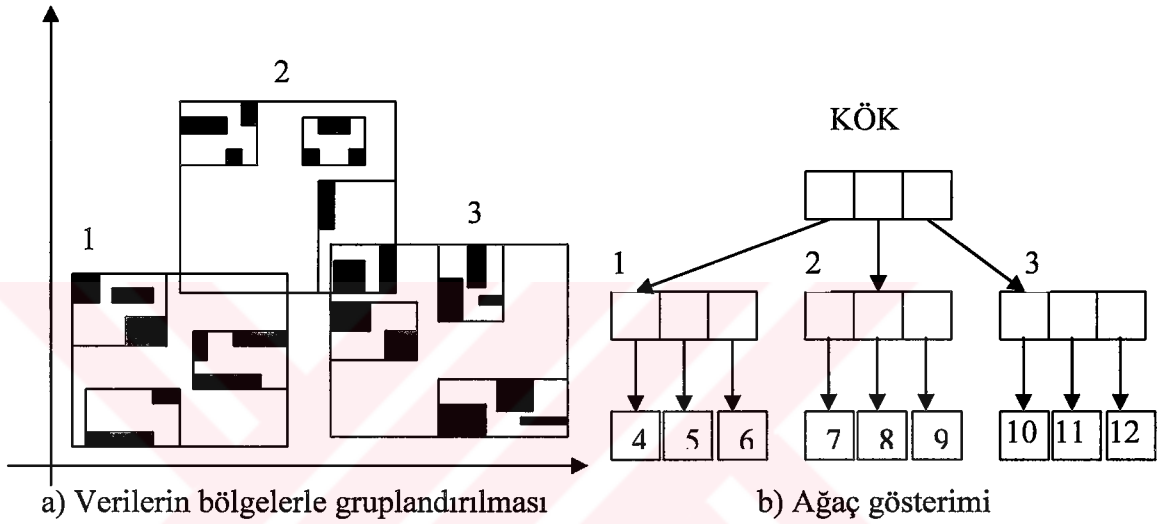 2
KÖK
3
1
1
2
3
4 5 6 7 8 9 10 11 12
a) Verilerin bölgelerle gruplandırılması
b) Ağaç gösterimi